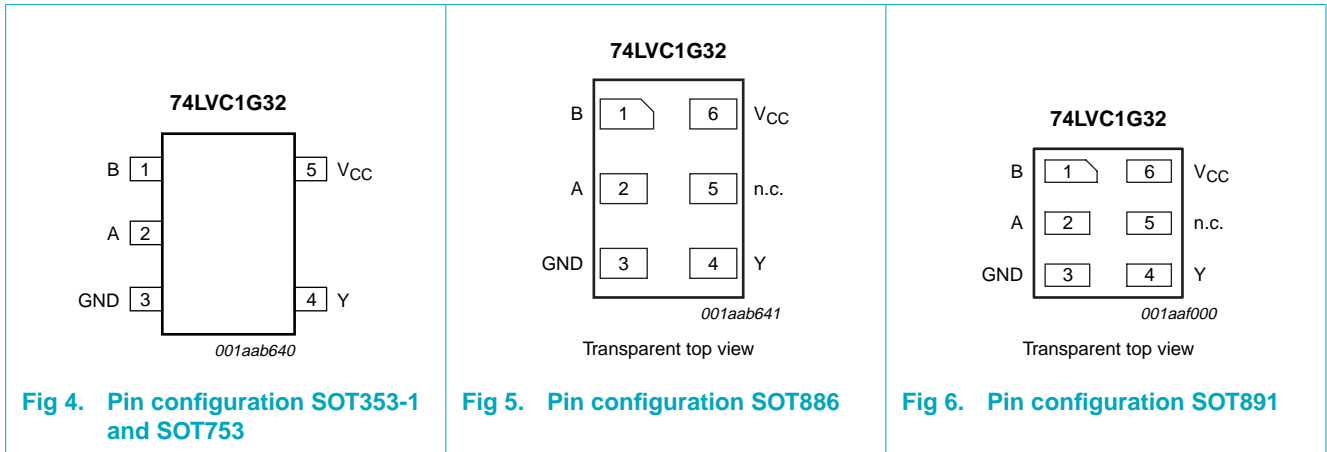 74LVC1G32
B 1
5 VCC
A 2
GND 3
4 Y
001aab640
Fig 4. Pin configuration SOT353-1
and SOT753
74LVC1G32
B 1 6 VCC
A 2 5 n.c.
GND 3 4 Y
001aab641
Transparent top view
Fig 5. Pin configuration SOT886
74LVC1G32
B 1 6 VCC
A 2 5 n.c.
GND 3 4 Y
001aaf000
Transparent top view
Fig 6. Pin configuration SOT891